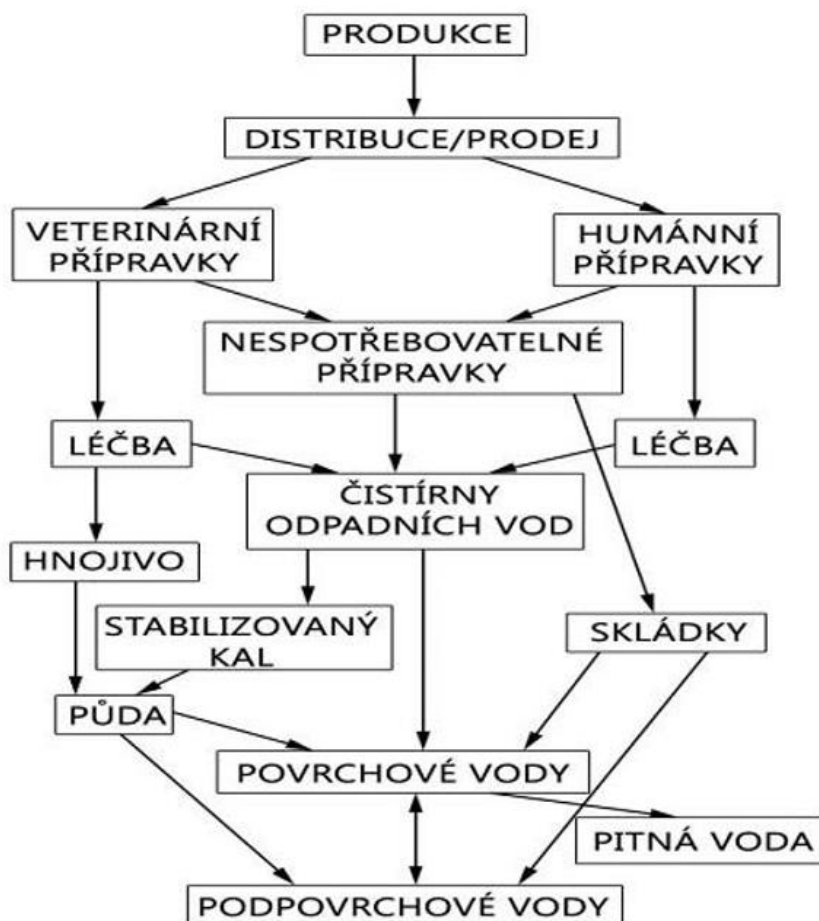 PRODUKCE
DISTRIBUCE/PRODEJ
VETERINÁRNÍ
PŘÍPRAVKY
HUMÁNNÍ
PŘÍPRAVKY
NESPOTŘEBOVATELNÉ
PŘÍPRAVKY
LÉČBA
LÉČBA
ČISTÍRNY
ODPADNÍCH VOD
HNOJIVO
STABILIZOVANÝ
KAL
SKLÁDKY
PŮDA
POVRCHOVÉ VODY
PITNÁ VODA
PODPOVRCHOVÉ VODY